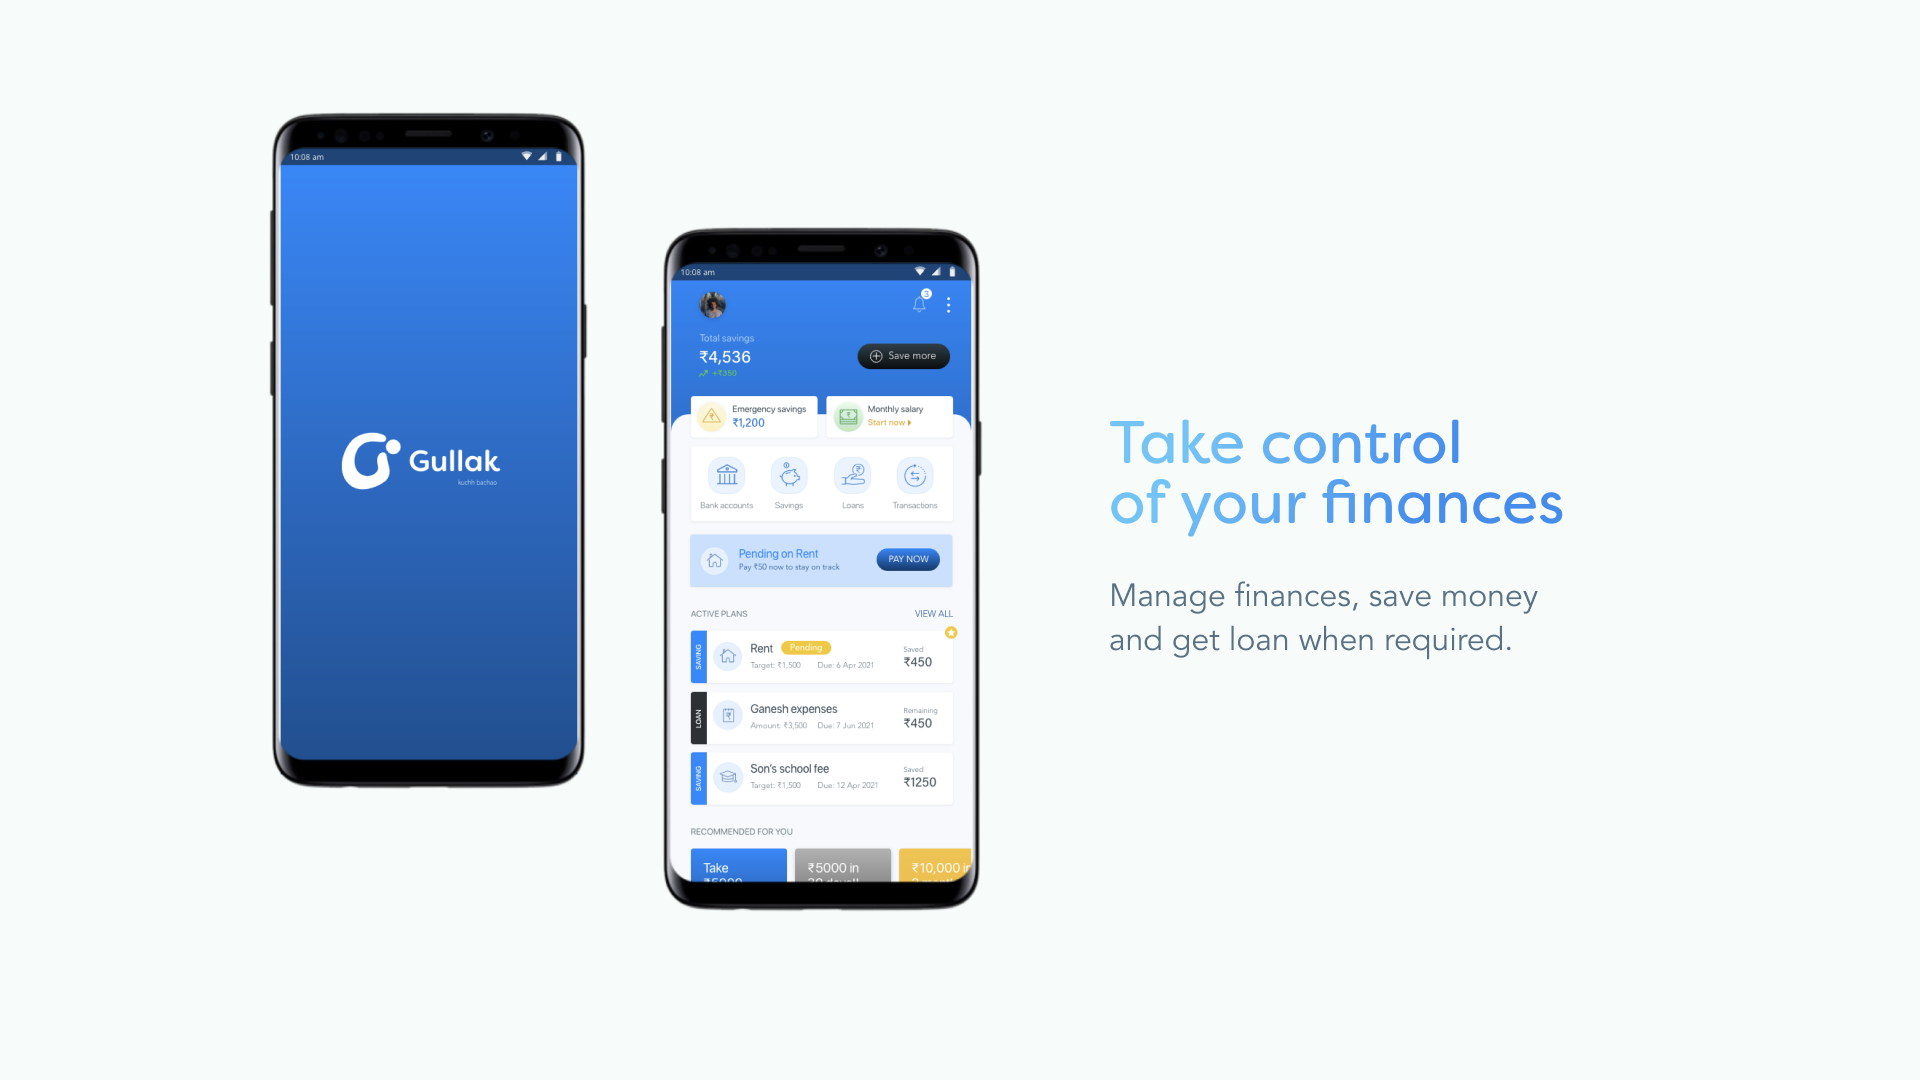 10:08 am
Gullak
kuchh bachao
10:08 am
3
Total savings
₹4,536
+₹350
Save more
Emergency savings
₹1,200
Monthly salary
Start now
Bank accounts
Savings
Loans
Transactions
Pending on Rent
Pay ₹50 now to stay on track
PAY NOW
ACTIVE PLANS
VIEW ALL
SAVING
Rent
Pending
Target: ₹1,500
Due: 6 Apr 2021
Saved
₹450
LOAN
Ganesh expenses
Amount: ₹3,500
Due: 7 Jun 2021
Remaining
₹450
SAVING
Son's school fee
Target: ₹1,500
Due: 12 Apr 2021
Saved
₹1250
RECOMMENDED FOR YOU
Take
₹5000
₹5000 in
₹10,000 in
Take control
of your finances
Manage finances, save money
and get loan when required.